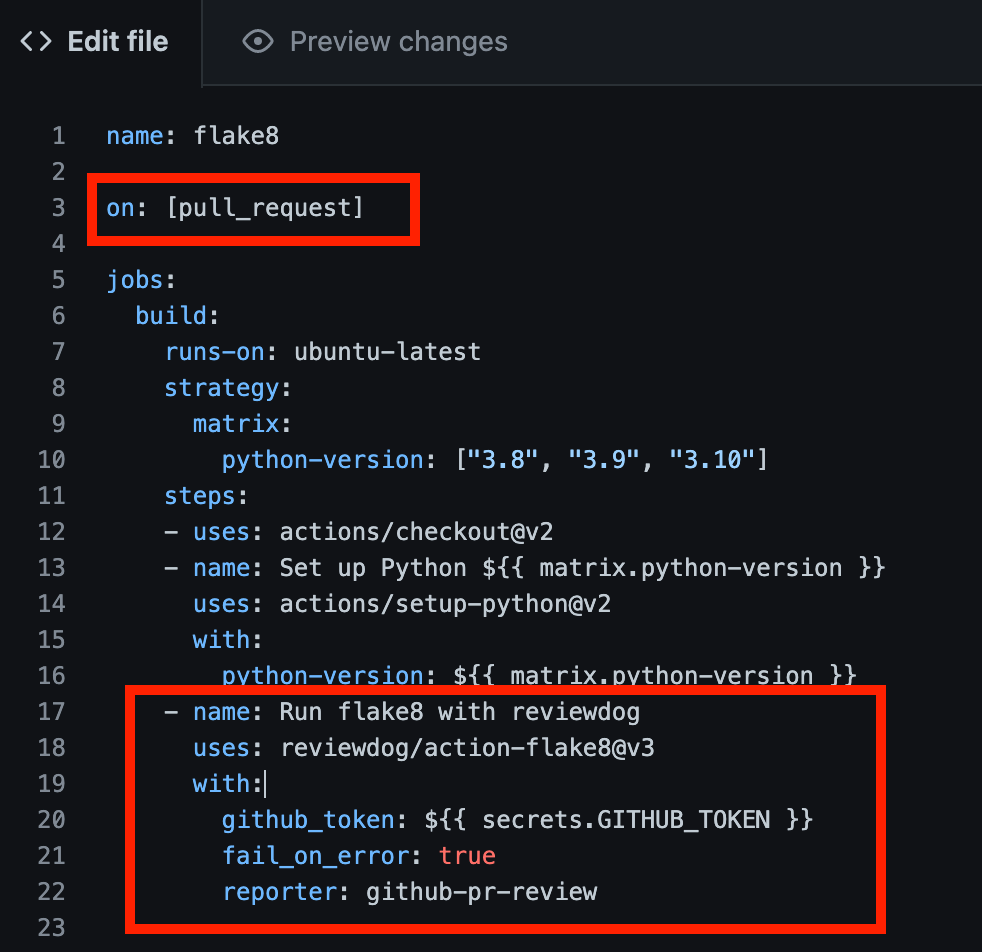 <> Edit file
Preview changes
1 name: flake8
2
3 on: [pull_request]
4
5 jobs:
6   build:
7     runs-on: ubuntu-latest
8     strategy:
9       matrix:
10         python-version: ["3.8", "3.9", "3.10"]
11     steps:
12     - uses: actions/checkout@v2
13     - name: Set up Python ${{ matrix.python-version }}
14       uses: actions/setup-python@v2
15       with:
16         python-version: ${{ matrix.python-version }}
17     - name: Run flake8 with reviewdog
18       uses: reviewdog/action-flake8@v3
19       with:
20         github_token: ${{ secrets.GITHUB_TOKEN }}
21         fail_on_error: true
22         reporter: github-pr-review
23